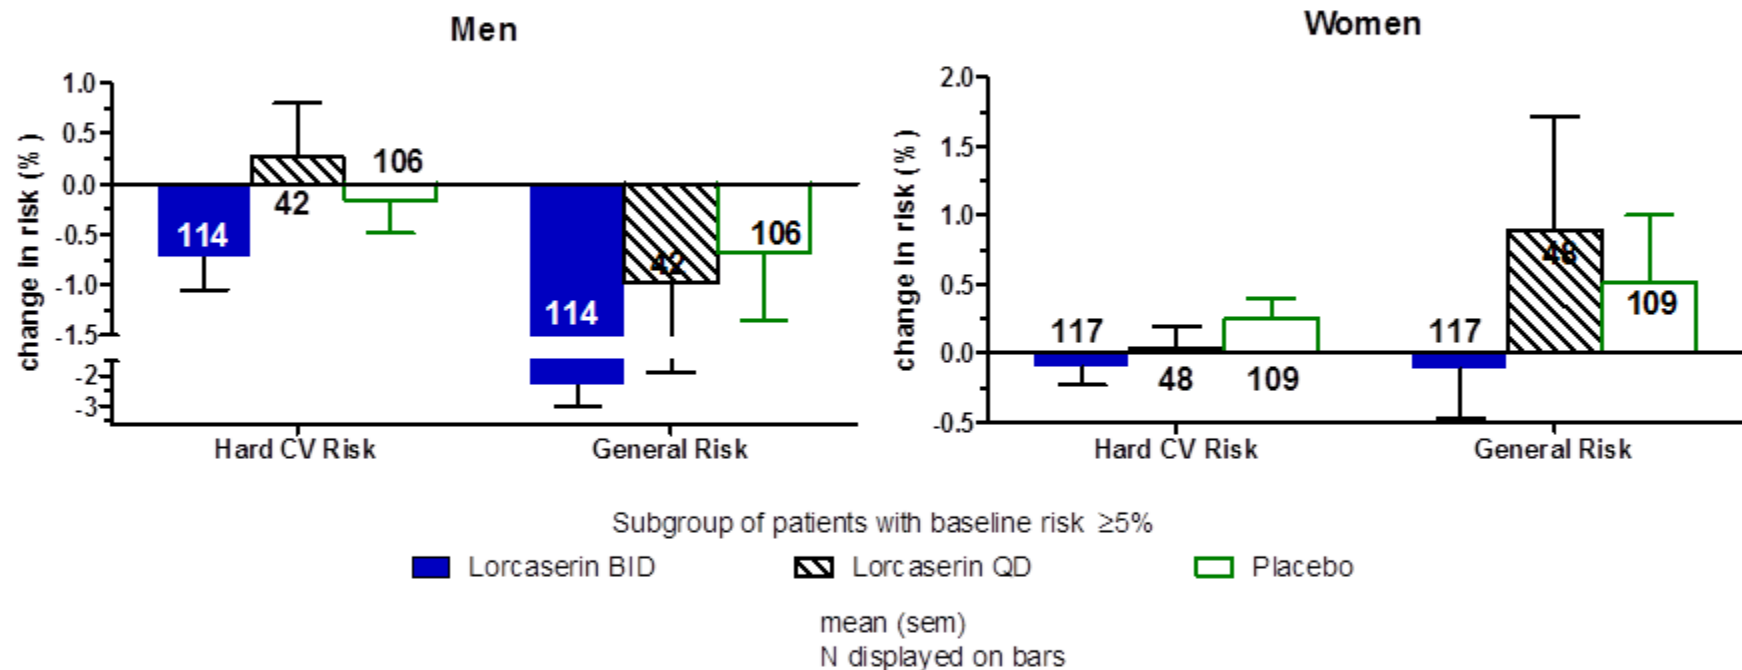 Men
change in risk (%)
1.0
0.5
0.0
-0.5
-1.0
-1.5
-2
-3
114
42
106
114
42
106
Hard CV Risk
General Risk
Women
change in risk (%)
2.0
1.5
1.0
0.5
0.0
-0.5
117
48
109
117
48
109
Hard CV Risk
General Risk
Subgroup of patients with baseline risk ≥5%
Lorcaserin BID
Lorcaserin QD
Placebo
mean (sem)
N displayed on bars